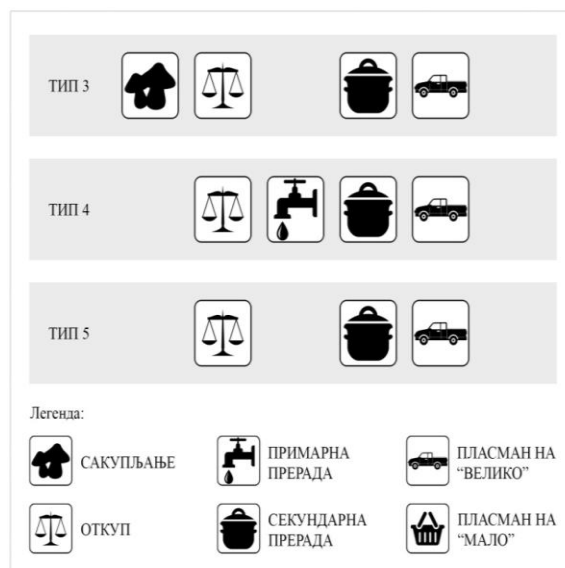 ТИП 3
ТИП 4
ТИП 5
Легенда:
САКУПЉАЊЕ
ПРИМАРНА
ПРЕРАДА
ПЛАСМАН НА
“ВЕЛИКО”
ОТКУП
СЕКУНДАРНА
ПРЕРАДА
ПЛАСМАН НА
“МАЛО”